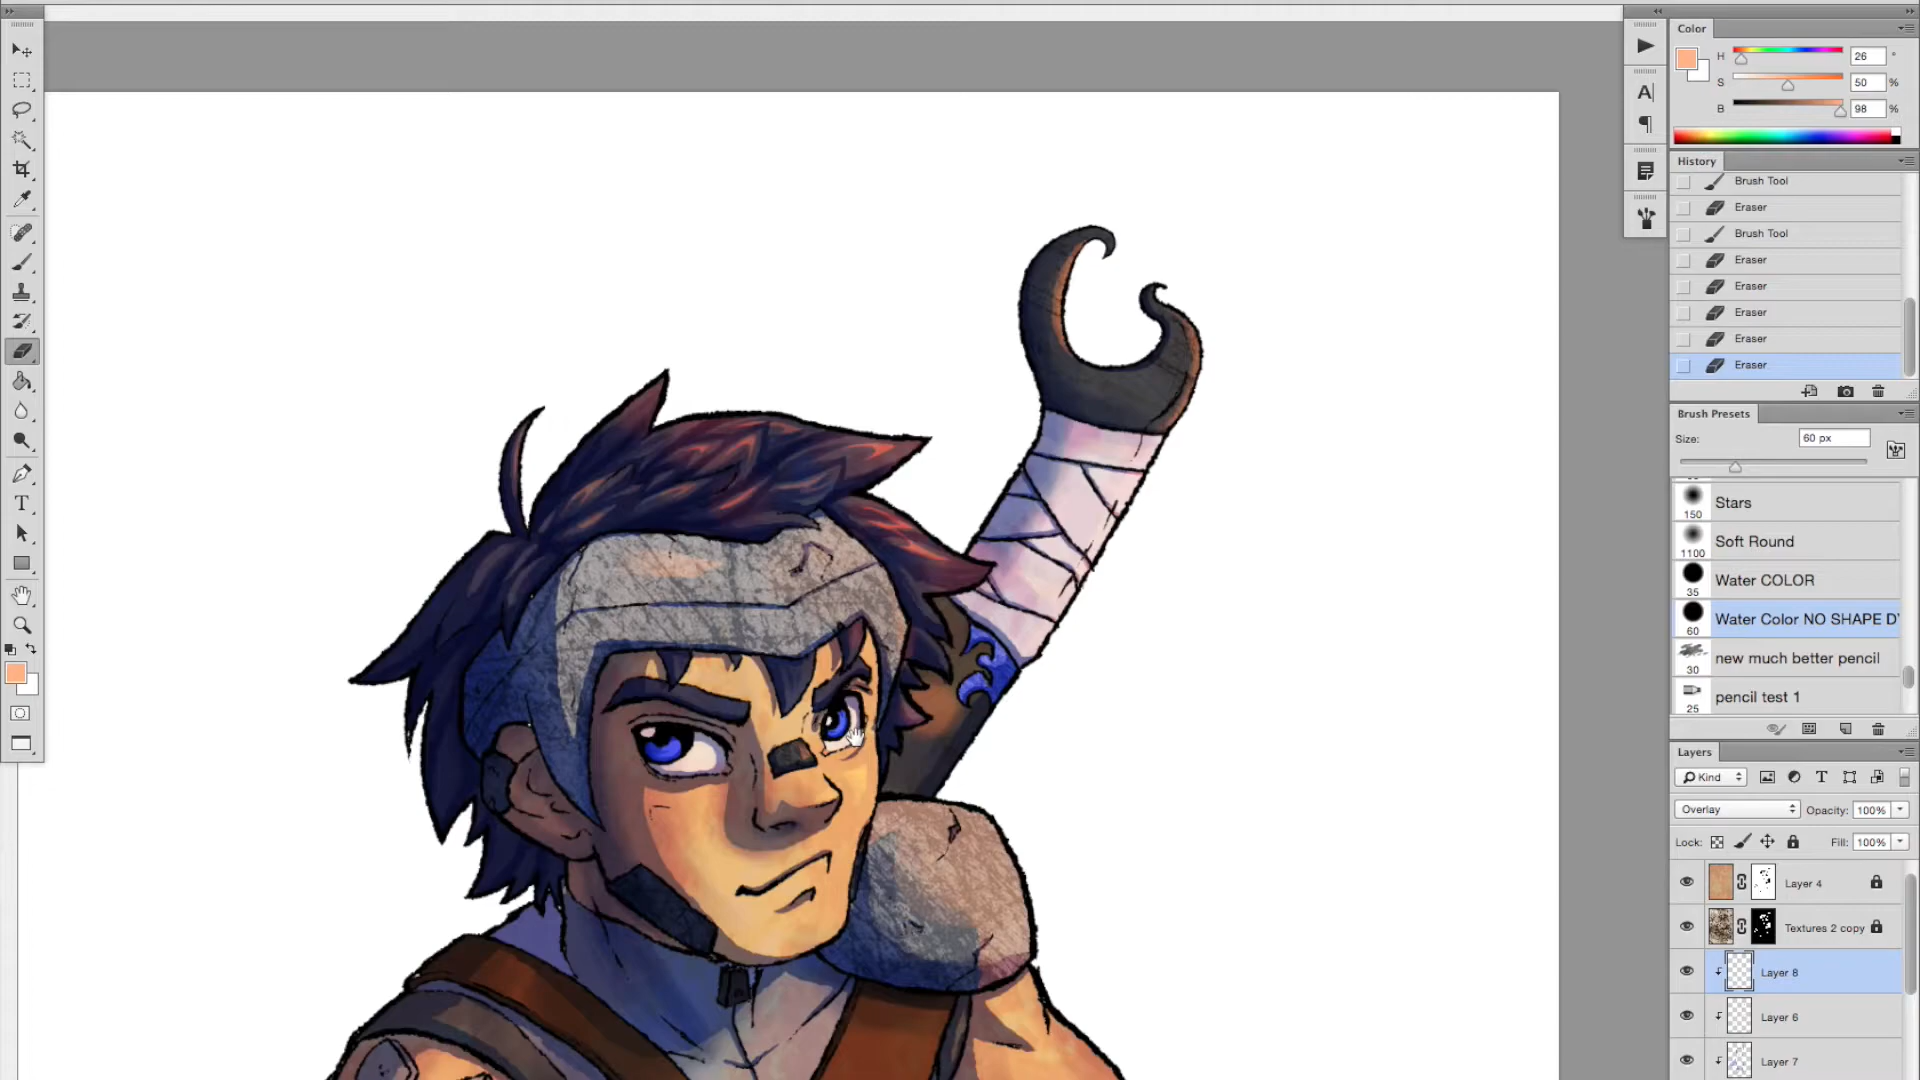 Color
H 26 °
S 50 %
B 98 %
History
Brush Tool
Eraser
Brush Tool
Eraser
Eraser
Eraser
Eraser
Eraser
Brush Presets
Size: 60 px
Stars
150
Soft Round
1100
Water COLOR
35
Water Color NO SHAPE D
60
new much better pencil
30
pencil test 1
25
Layers
Kind
Overlay Opacity: 100%
Lock: Fill: 100%
Layer 4
Textures 2 copy
Layer 8
Layer 6
Layer 7